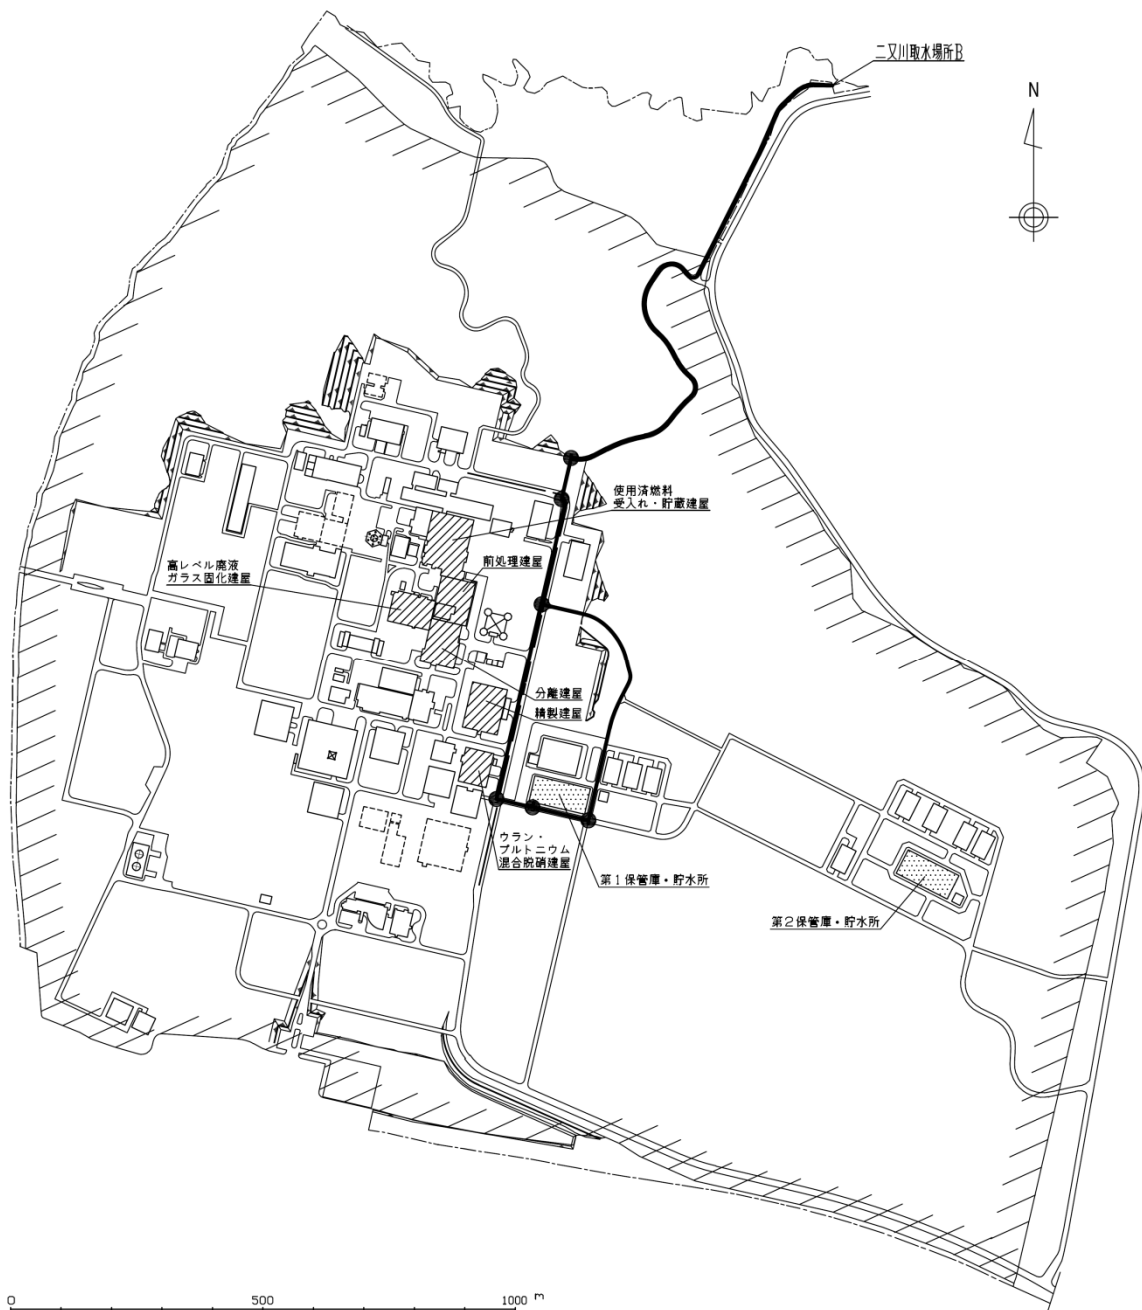 二又川取水場所B
N
使用済燃料
受入れ・貯蔵建屋
高レベル廃液
ガラス固化建屋
前処理建屋
分離建屋
精製建屋
ウラン・
プルトニウム
混合脱硝建屋
第1保管庫・貯水所
第2保管庫・貯水所
0 500 1000 m